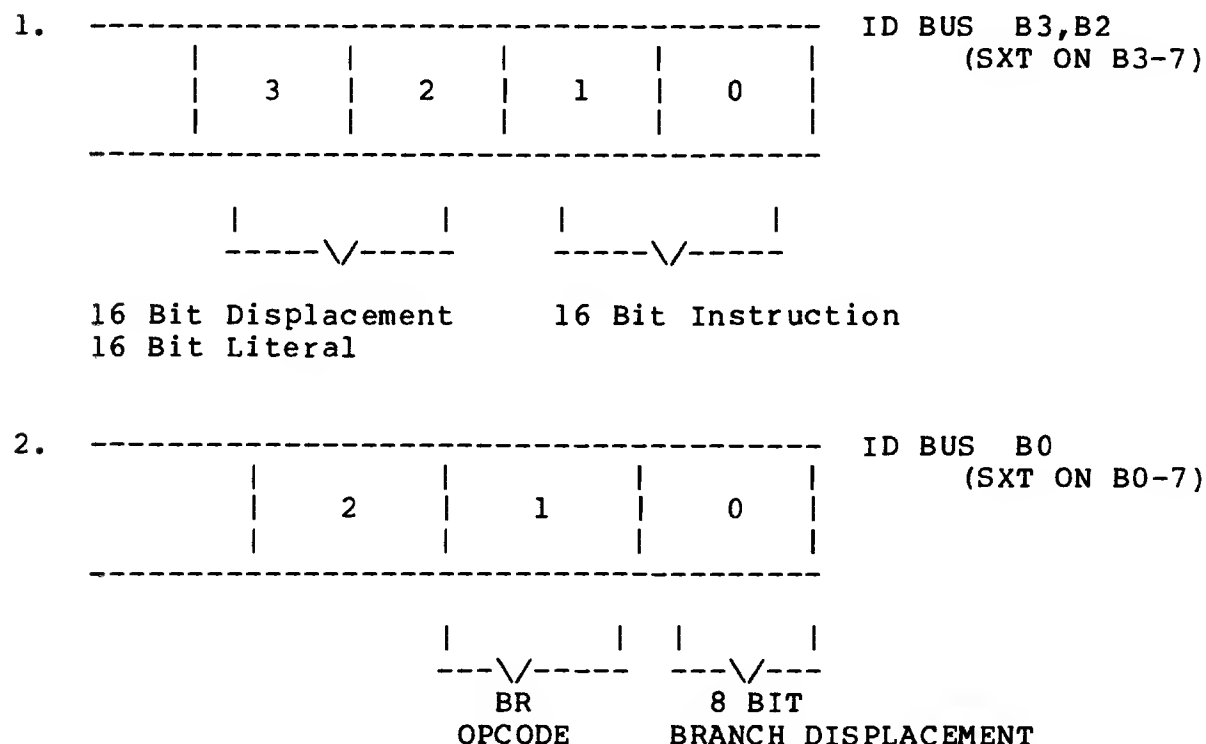 1. ID BUS B3,B2
(SXT ON B3-7)
3 2 1 0
16 Bit Displacement 16 Bit Instruction
16 Bit Literal
2. ID BUS B0
(SXT ON B0-7)
2 1 0
BR 8 BIT
OPCODE BRANCH DISPLACEMENT